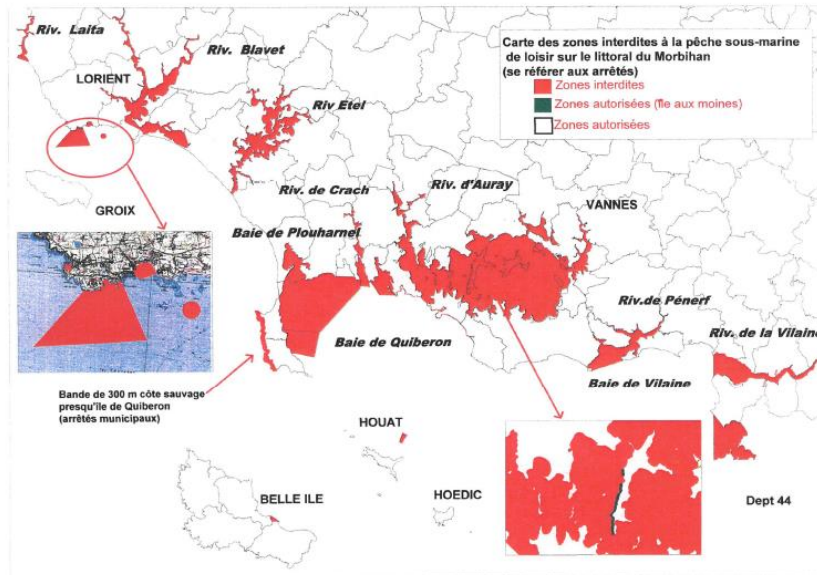 Riv. Laita
Riv. Blavet
LORIENT
Carte des zones interdites à la pêche sous-marine
de loisir sur le littoral du Morbihan
(se référer aux arrêtés)
Zones interdites
Zones autorisées (île aux moines)
Zones autorisées
Riv Etel
GROIX
Riv. de Crach
Riv. d'Auray
VANNES
Baie de Plouharnel
Riv.de Pénerf
Riv. de la Vilaine
Baie de Quiberon
Baie de Vilaine
Bande de 300 m côte sauvage
presqu'île de Quiberon
(arrêtés municipaux)
HOUAT
BELLE ILE
HOEDIC
Dept 44